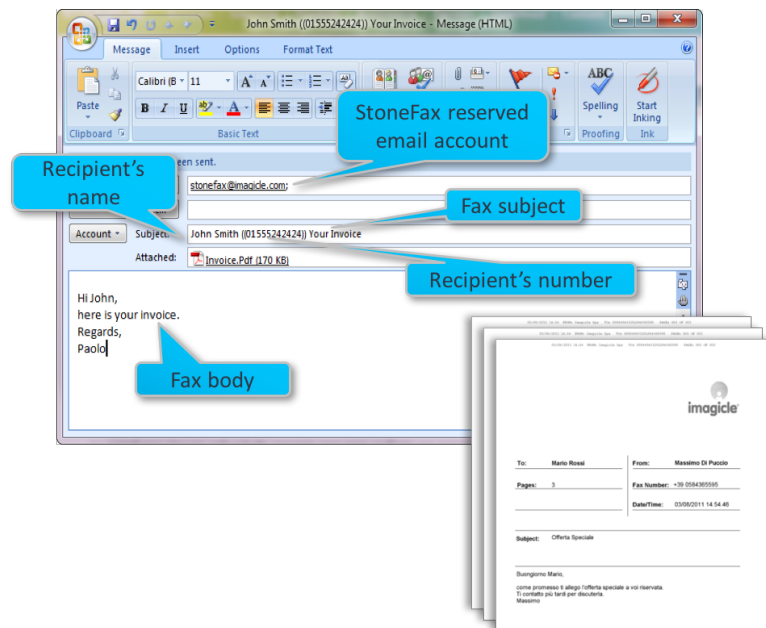 John Smith ((01555242424)) Your Invoice - Message (HTML)
Message Insert Options Format Text
Calibri (B 11
ABC
Paste
B I U
Spelling Start
Inking
Clipboard Basic Text Proofing Ink
StoneFax reserved
email account
een sent.
Recipient's
name
stonefax@imagicle.com;
Fax subject
Account Subject: John Smith ((01555242424)) Your Invoice
Attached: Invoice.Pdf (170 KB)
Recipient's number
Hi John,
here is your invoice.
Regards,
Paolo
Fax body
imagicle
To: Mario Rossi From: Massimo Di Puccio
Pages: 3 Fax Number: +39 0584365595
Date/Time: 03/06/2011 14.54.46
Subject: Offerta Speciale
Buongiorno Mario,
come promesso ti allego l'offerta speciale a voi riservata.
Ti contatto più tardi per discuterla.
Massimo